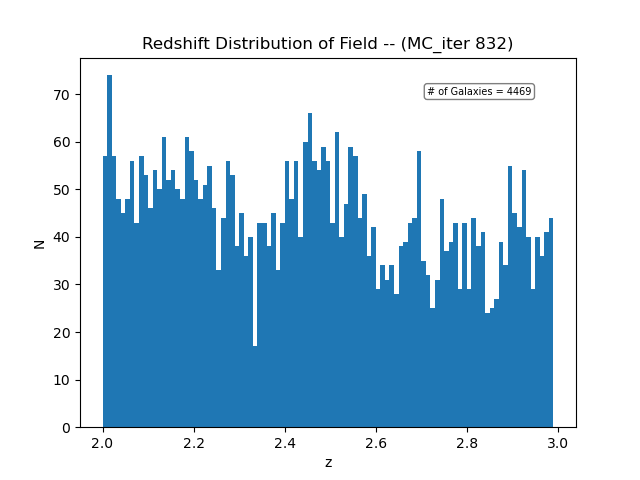 Redshift Distribution of Field -- (MC_iter 832)
# of Galaxies = 4469
70
60
50
40
30
20
10
0
N
2.0 2.2 2.4 2.6 2.8 3.0
z